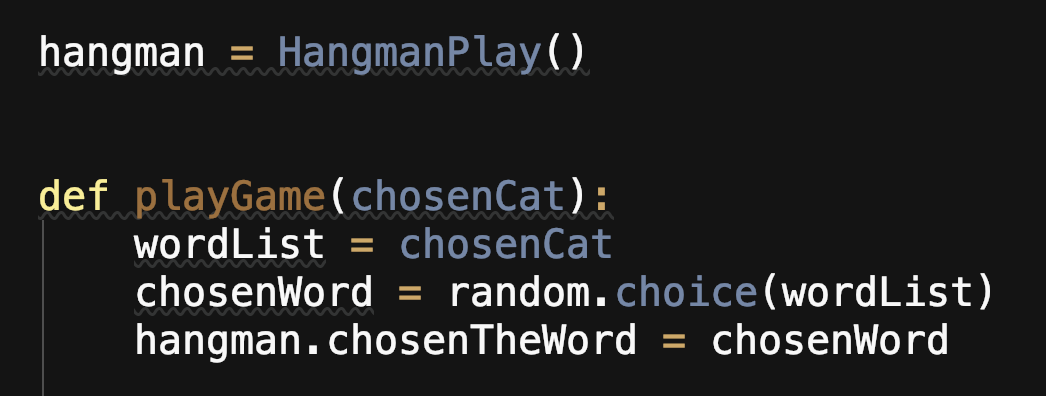 hangman = HangmanPlay()
def playGame(chosenCat):
    wordList = chosenCat
    chosenWord = random.choice(wordList)
    hangman.chosenTheWord = chosenWord